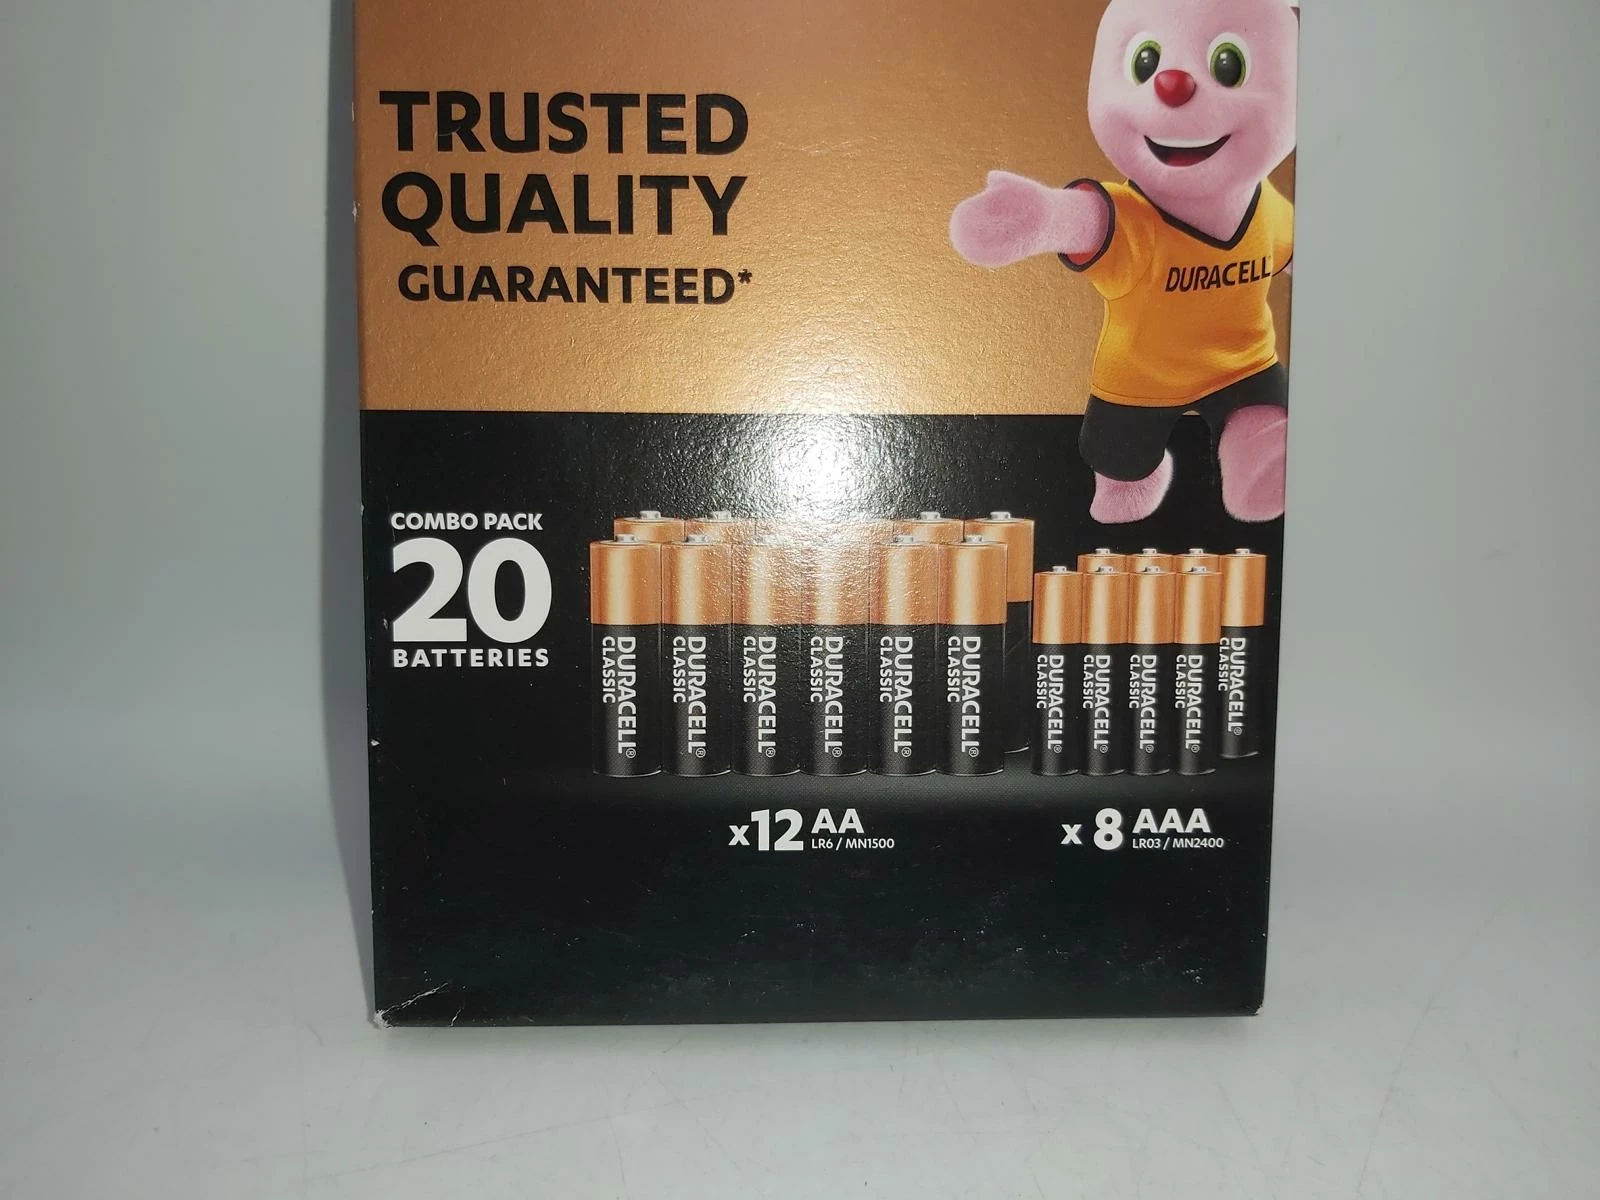 TRUSTED
QUALITY
GUARANTEED*
DURACELL
COMBO PACK
20
BATTERIES
DURACELL®
CLASSIC
DURACELL®
CLASSIC
DURACELL®
CLASSIC
DURACELL®
CLASSIC
DURACELL®
CLASSIC
DURACELL®
CLASSIC
DURACELL®
CLASSIC
DURACELL®
CLASSIC
DURACELL®
CLASSIC
DURACELL®
CLASSIC
DURACELL®
CLASSIC
x12 AA
LR6 / MN1500
x 8 AAA
LR03 / MN2400